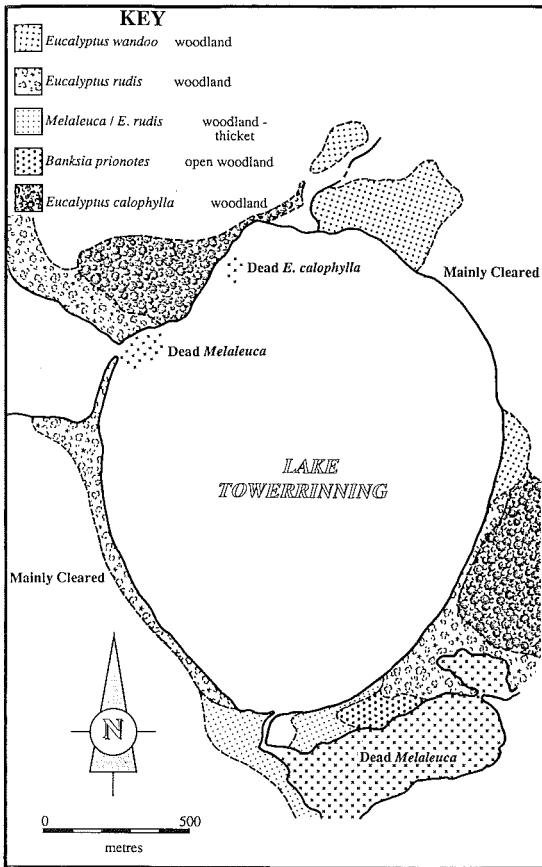 KEY
Eucalyptus wandoo woodland
Eucalyptus rudis woodland
Melaleuca / E. rudis woodland -
thicket
Banksia prionotes open woodland
Eucalyptus calophylla woodland
Dead E. calophylla
Mainly Cleared
Dead Melaleuca
LAKE
TOWERRINNING
Mainly Cleared
N
Dead Melaleuca
0 500
metres